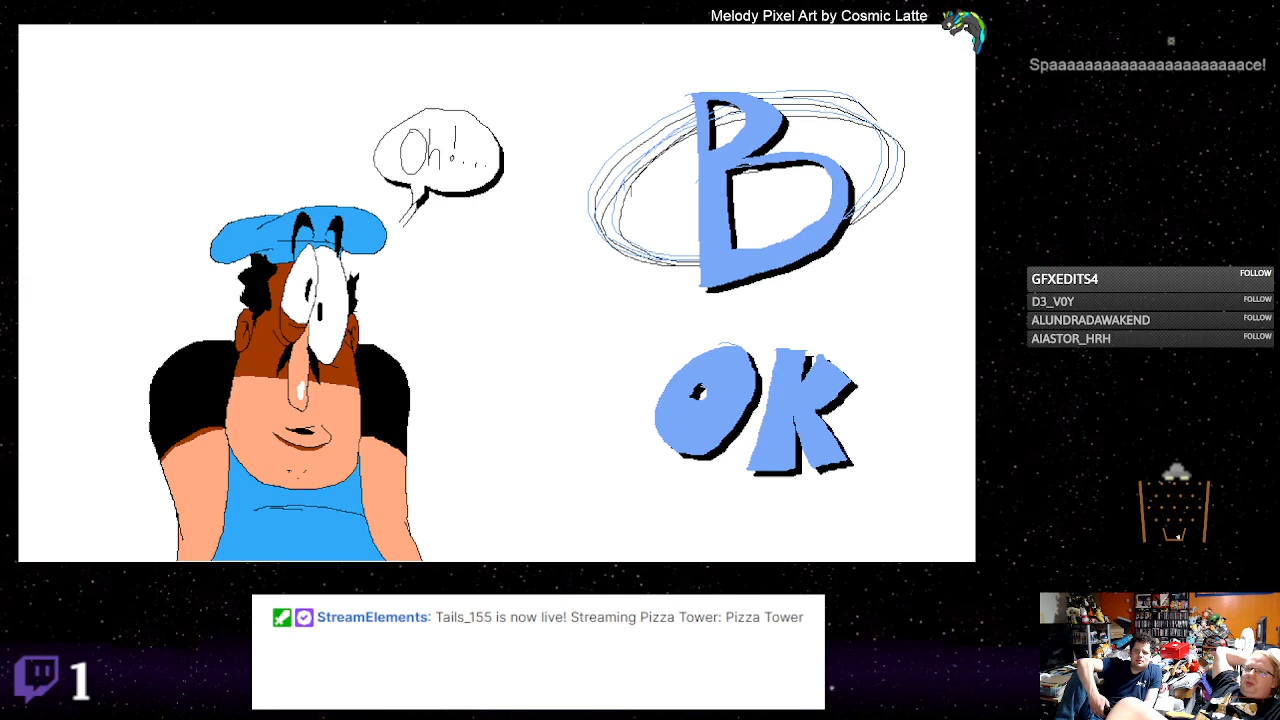 Melody Pixel Art by Cosmic Latte
Spaaaaaaaaaaaaaaaaaaaaaace!
Oh!...
B
OK
GFXEDITS4 FOLLOW
D3_V0Y FOLLOW
ALUNDRADAWAKEND FOLLOW
AIASTOR_HRH FOLLOW
StreamElements: Tails_155 is now live! Streaming Pizza Tower: Pizza Tower
1